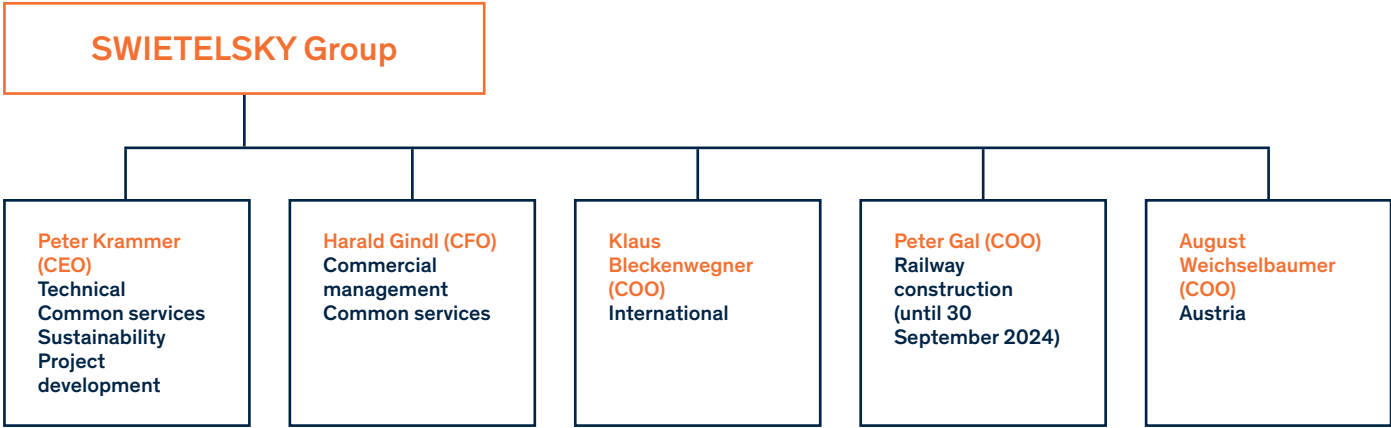 SWIETELSKY Group
Peter Krammer
(CEO)
Technical
Common services
Sustainability
Project
development
Harald Gindl (CFO)
Commercial
management
Common services
Klaus
Bleckenwegner
(COO)
International
Peter Gal (COO)
Railway
construction
(until 30
September 2024)
August
Weichselbaumer
(COO)
Austria